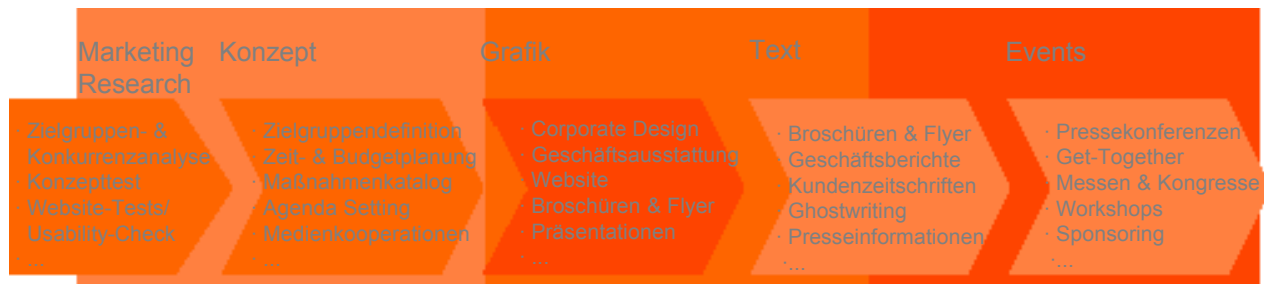 Marketing
Research
· Zielgruppen- &
Konkurrenzanalyse
· Konzepttest
· Website-Tests/
Usability-Check
· ...
Konzept
· Zielgruppendefinition
· Zeit- & Budgetplanung
· Maßnahmenkatalog
· Agenda Setting
· Medienkooperationen
· ...
Grafik
· Corporate Design
· Geschäftsausstattung
· Website
· Broschüren & Flyer
· Präsentationen
· ...
Text
· Broschüren & Flyer
· Geschäftsberichte
· Kundenzeitschriften
· Ghostwriting
· Presseinformationen
· ...
Events
· Pressekonferenzen
· Get-Together
· Messen & Kongresse
· Workshops
· Sponsoring
· ...